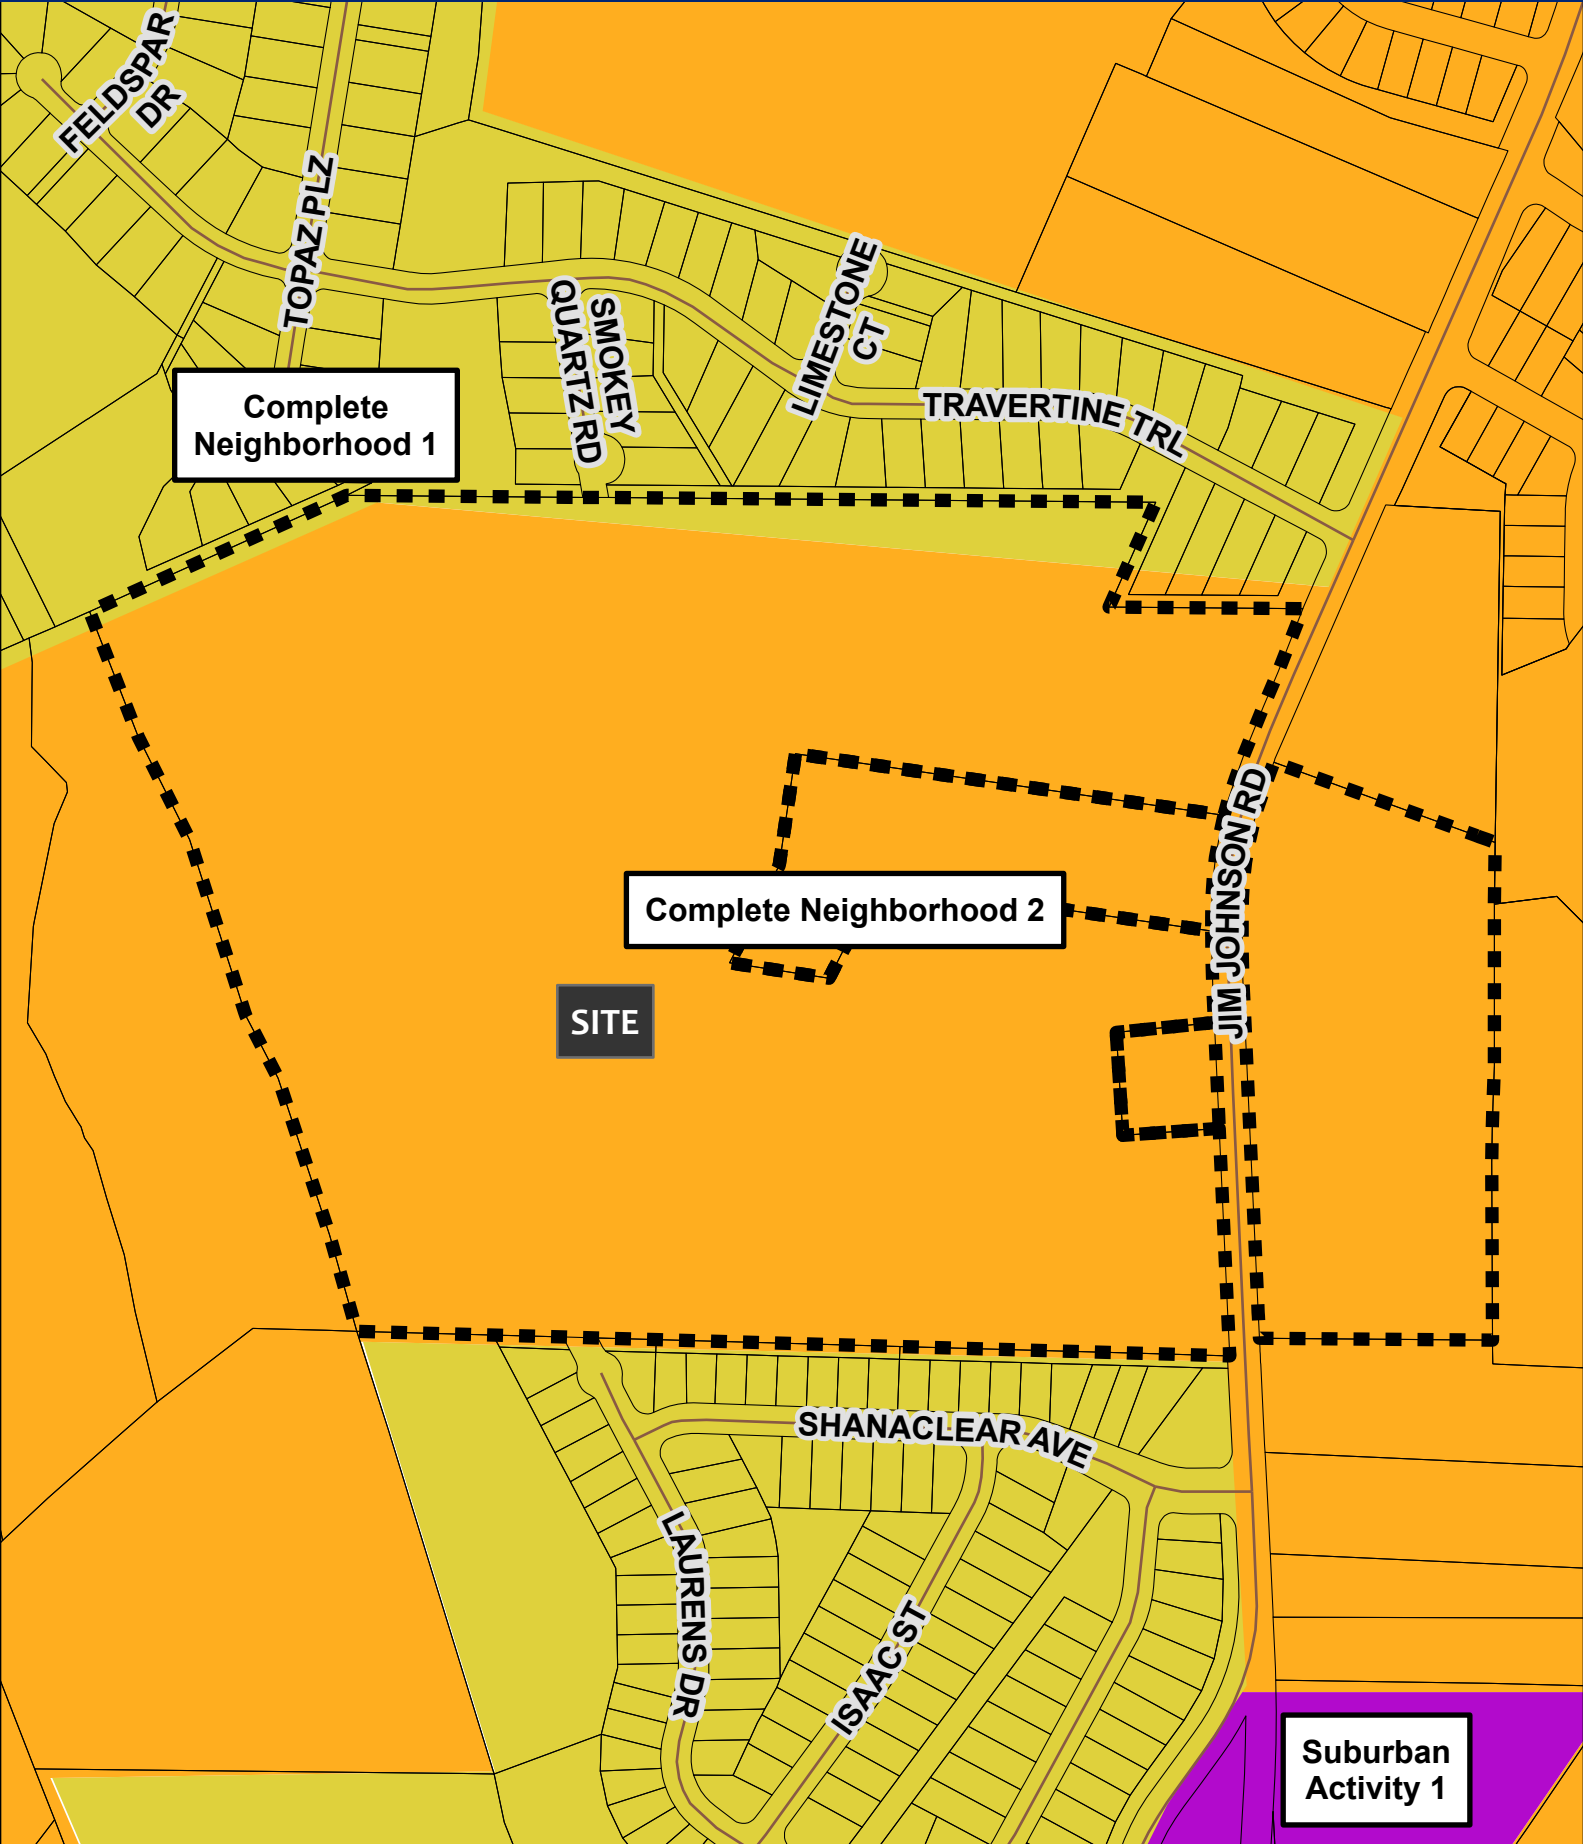 FELDSPAR
DR
TOPAZ PLZ
LIMESTONE
CT
SMOKEY
QUARTZ RD
TRAVERTINE TRL
Complete
Neighborhood 1
JIM JOHNSON RD
Complete Neighborhood 2
SITE
SHANACLEAR AVE
LAURENS DR
ISAAC ST
Suburban
Activity 1